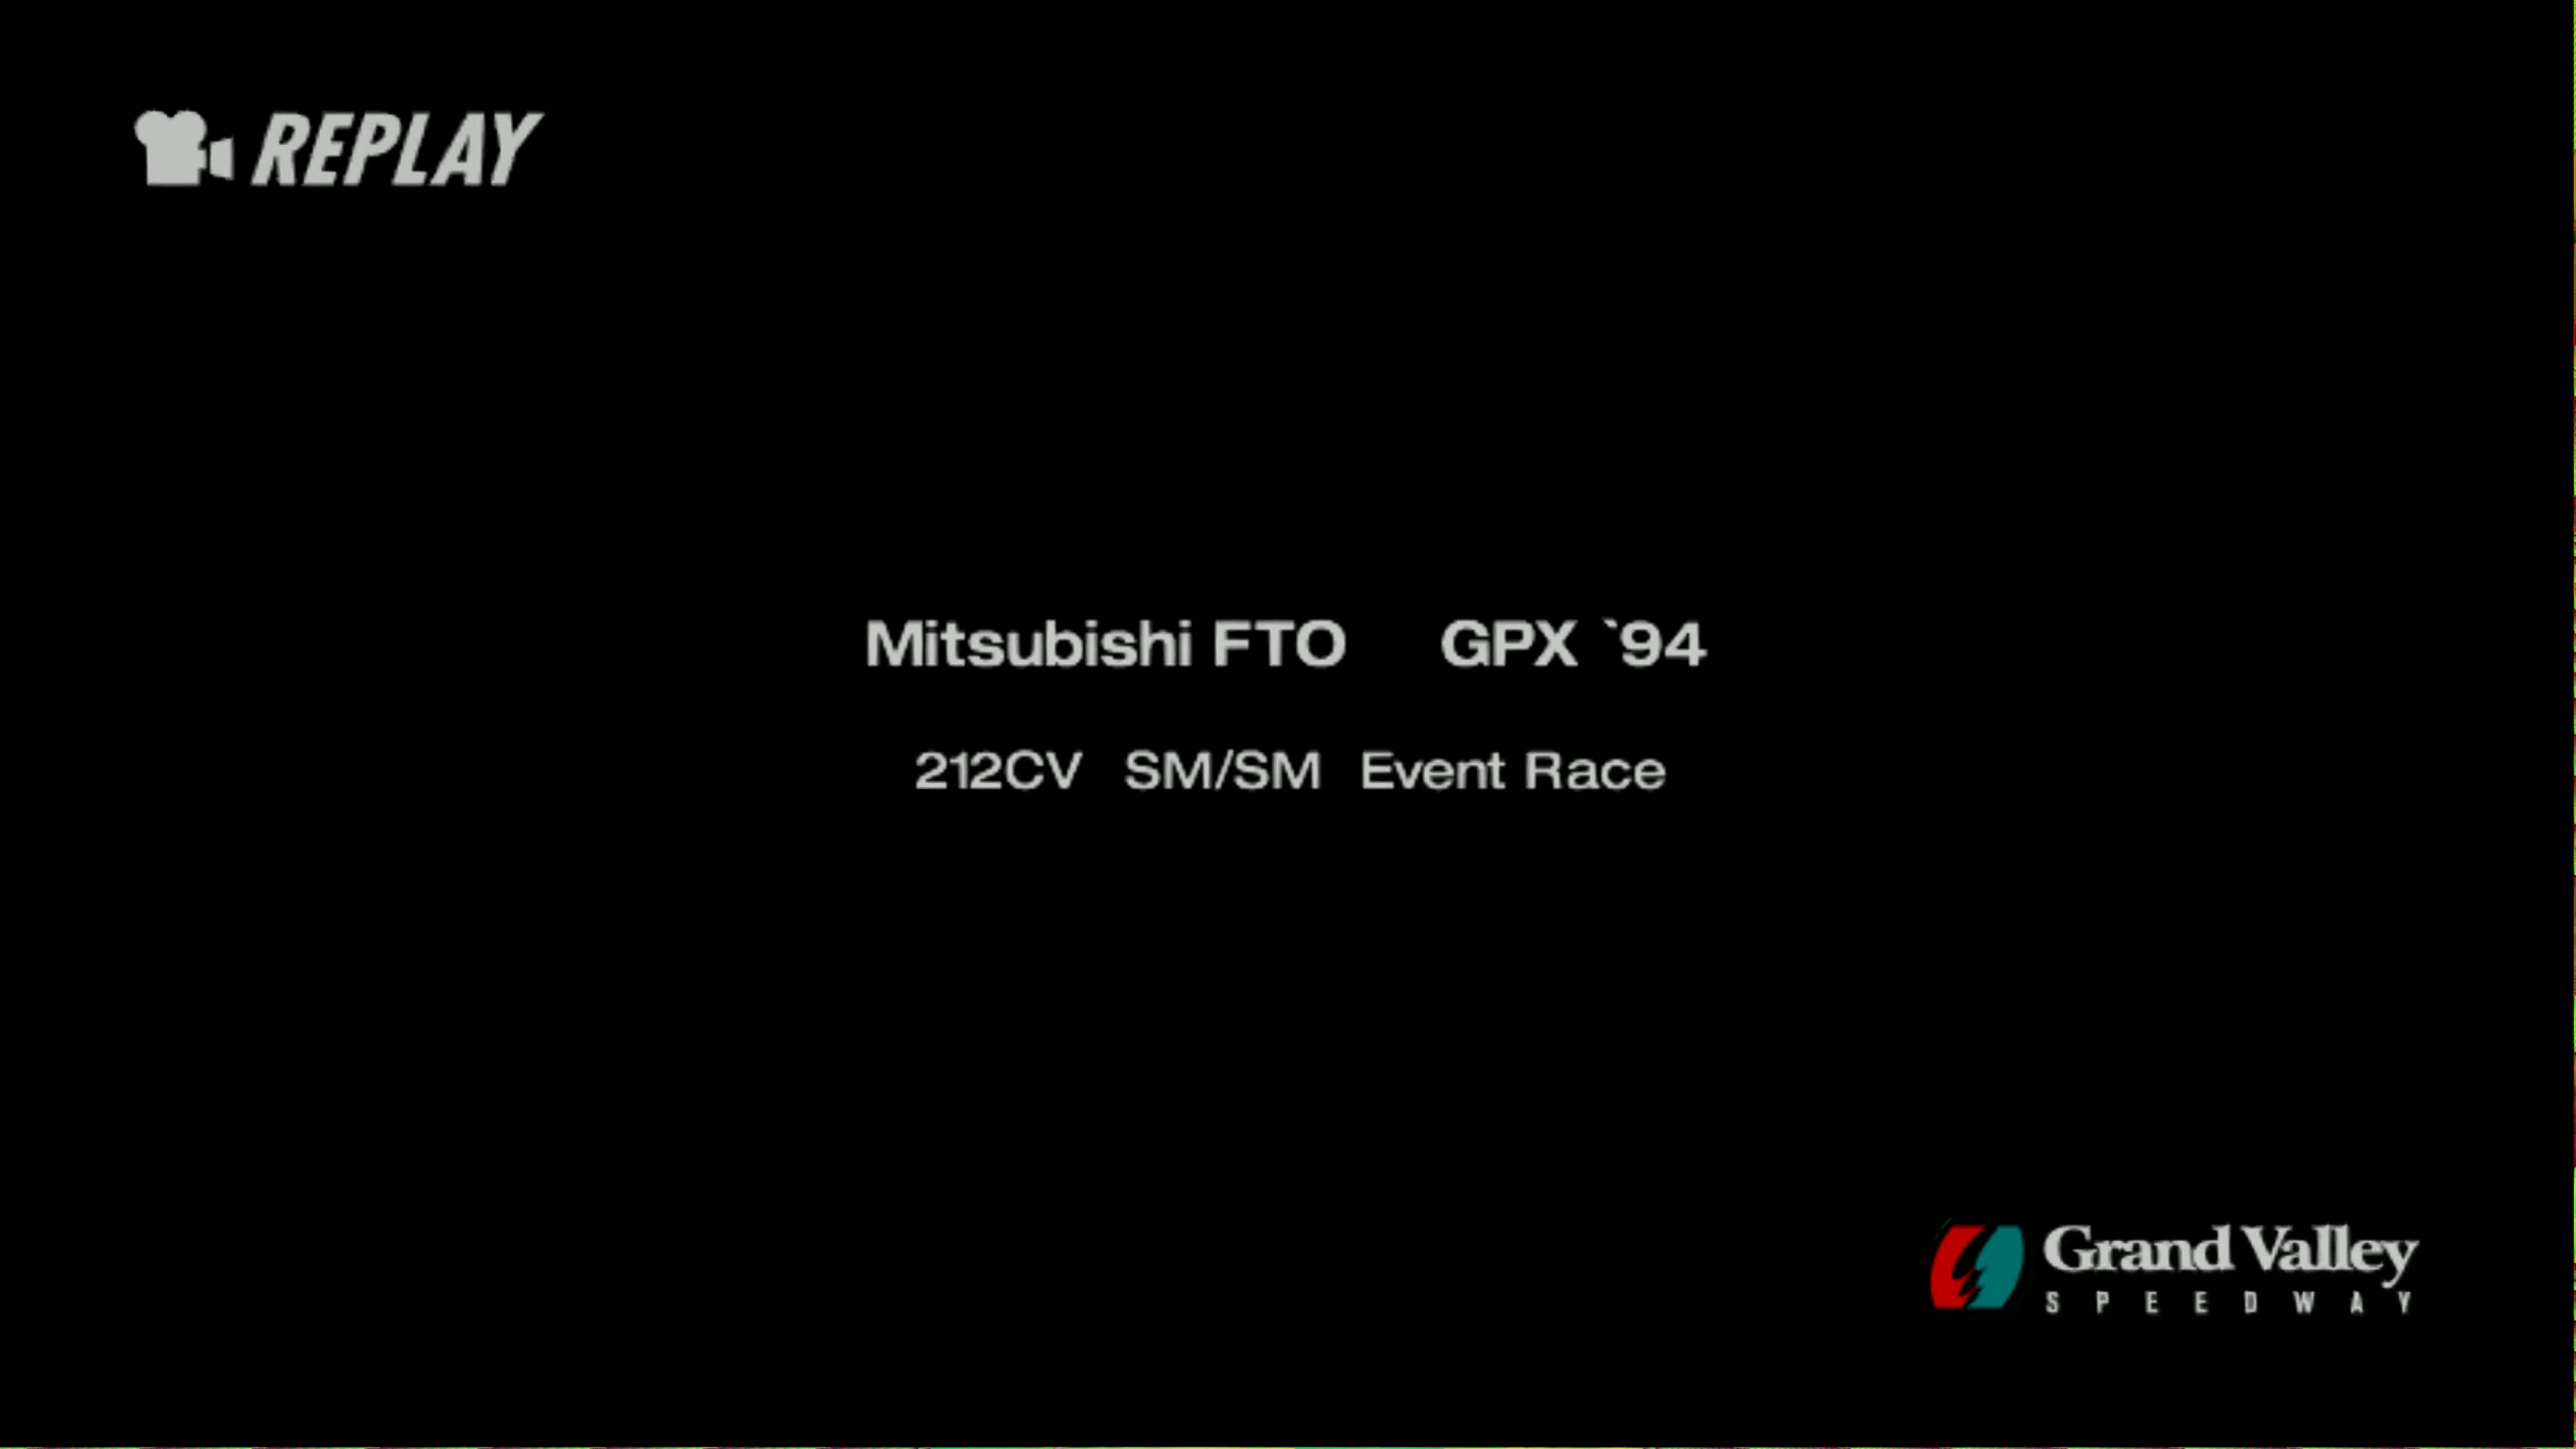 REPLAY
Mitsubishi FTO GPX `94
212CV SM/SM Event Race
Grand Valley
SPEEDWAY